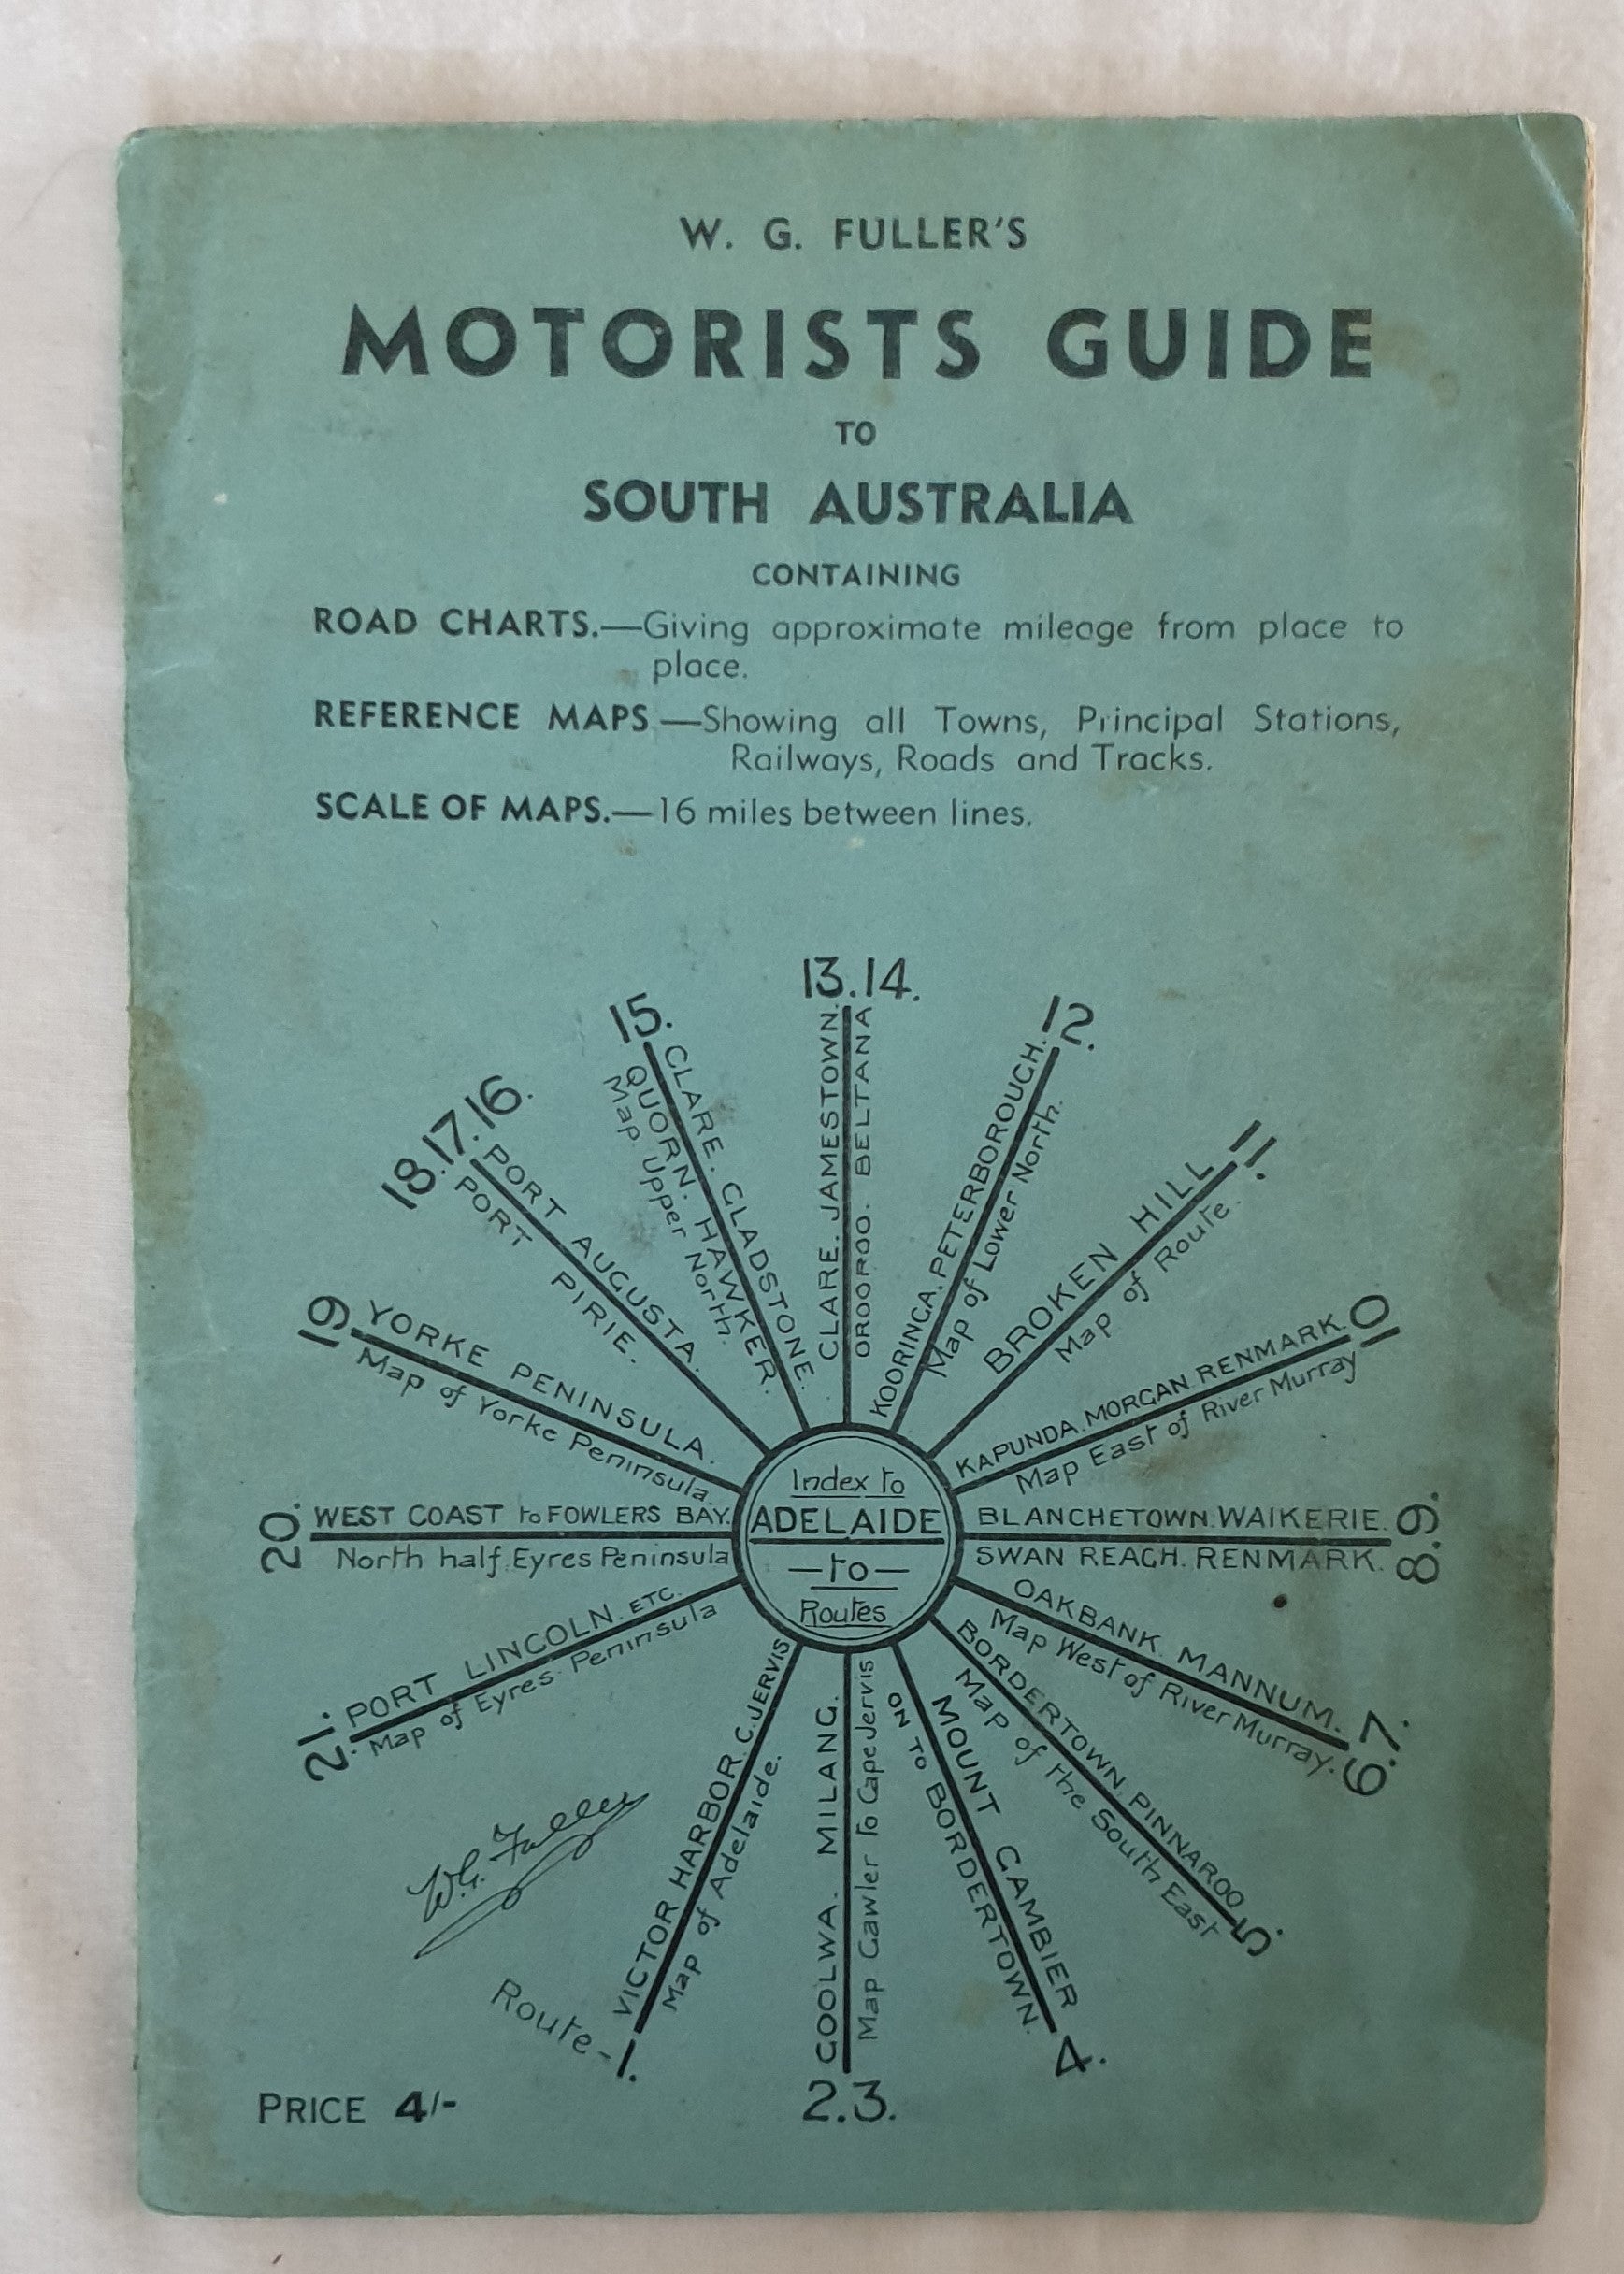 W. G. FULLER'S
MOTORISTS GUIDE
TO
SOUTH AUSTRALIA
CONTAINING
ROAD CHARTS.—Giving approximate mileage from place to
place.
REFERENCE MAPS —Showing all Towns, Principal Stations,
Railways, Roads and Tracks.
SCALE OF MAPS.—16 miles between lines.
13.14.
CLARE. JAMESTOWN.
OROOROO. BELTANA
12.
KOORINGA. PETERBOROUGH.
Map of Lower North.
11.
BROKEN HILL
Map of Route.
10
KAPUNDA. MORGAN. RENMARK.
Map East of River Murray
8.9.
BLANCHETOWN. WAIKERIE.
SWAN REACH. RENMARK.
6.7.
OAKBANK. MANNUM.
Map West of River Murray.
5.
BORDERTOWN. PINNAROO
Map of the South East
4.
MOUNT GAMBIER
ON TO BORDERTOWN.
2.3.
COOLWA. MILANG.
Map Gawler To Cape Jervis
Route-1.
VICTOR HARBOR. C. JERVIS
Map of Adelaide.
21.
PORT LINCOLN. ETC.
Map of Eyres Peninsula
20.
WEST COAST to FOWLERS BAY.
North half. Eyres Peninsula
19
YORKE PENINSULA.
Map of Yorke Peninsula.
18.17.16.
PORT AUGUSTA.
PORT PIRIE.
15.
CLARE. GLADSTONE.
QUORN. HAWKER.
Map Upper North.
Index to
ADELAIDE
—to—
Routes
W.G. Fuller
PRICE 4/-